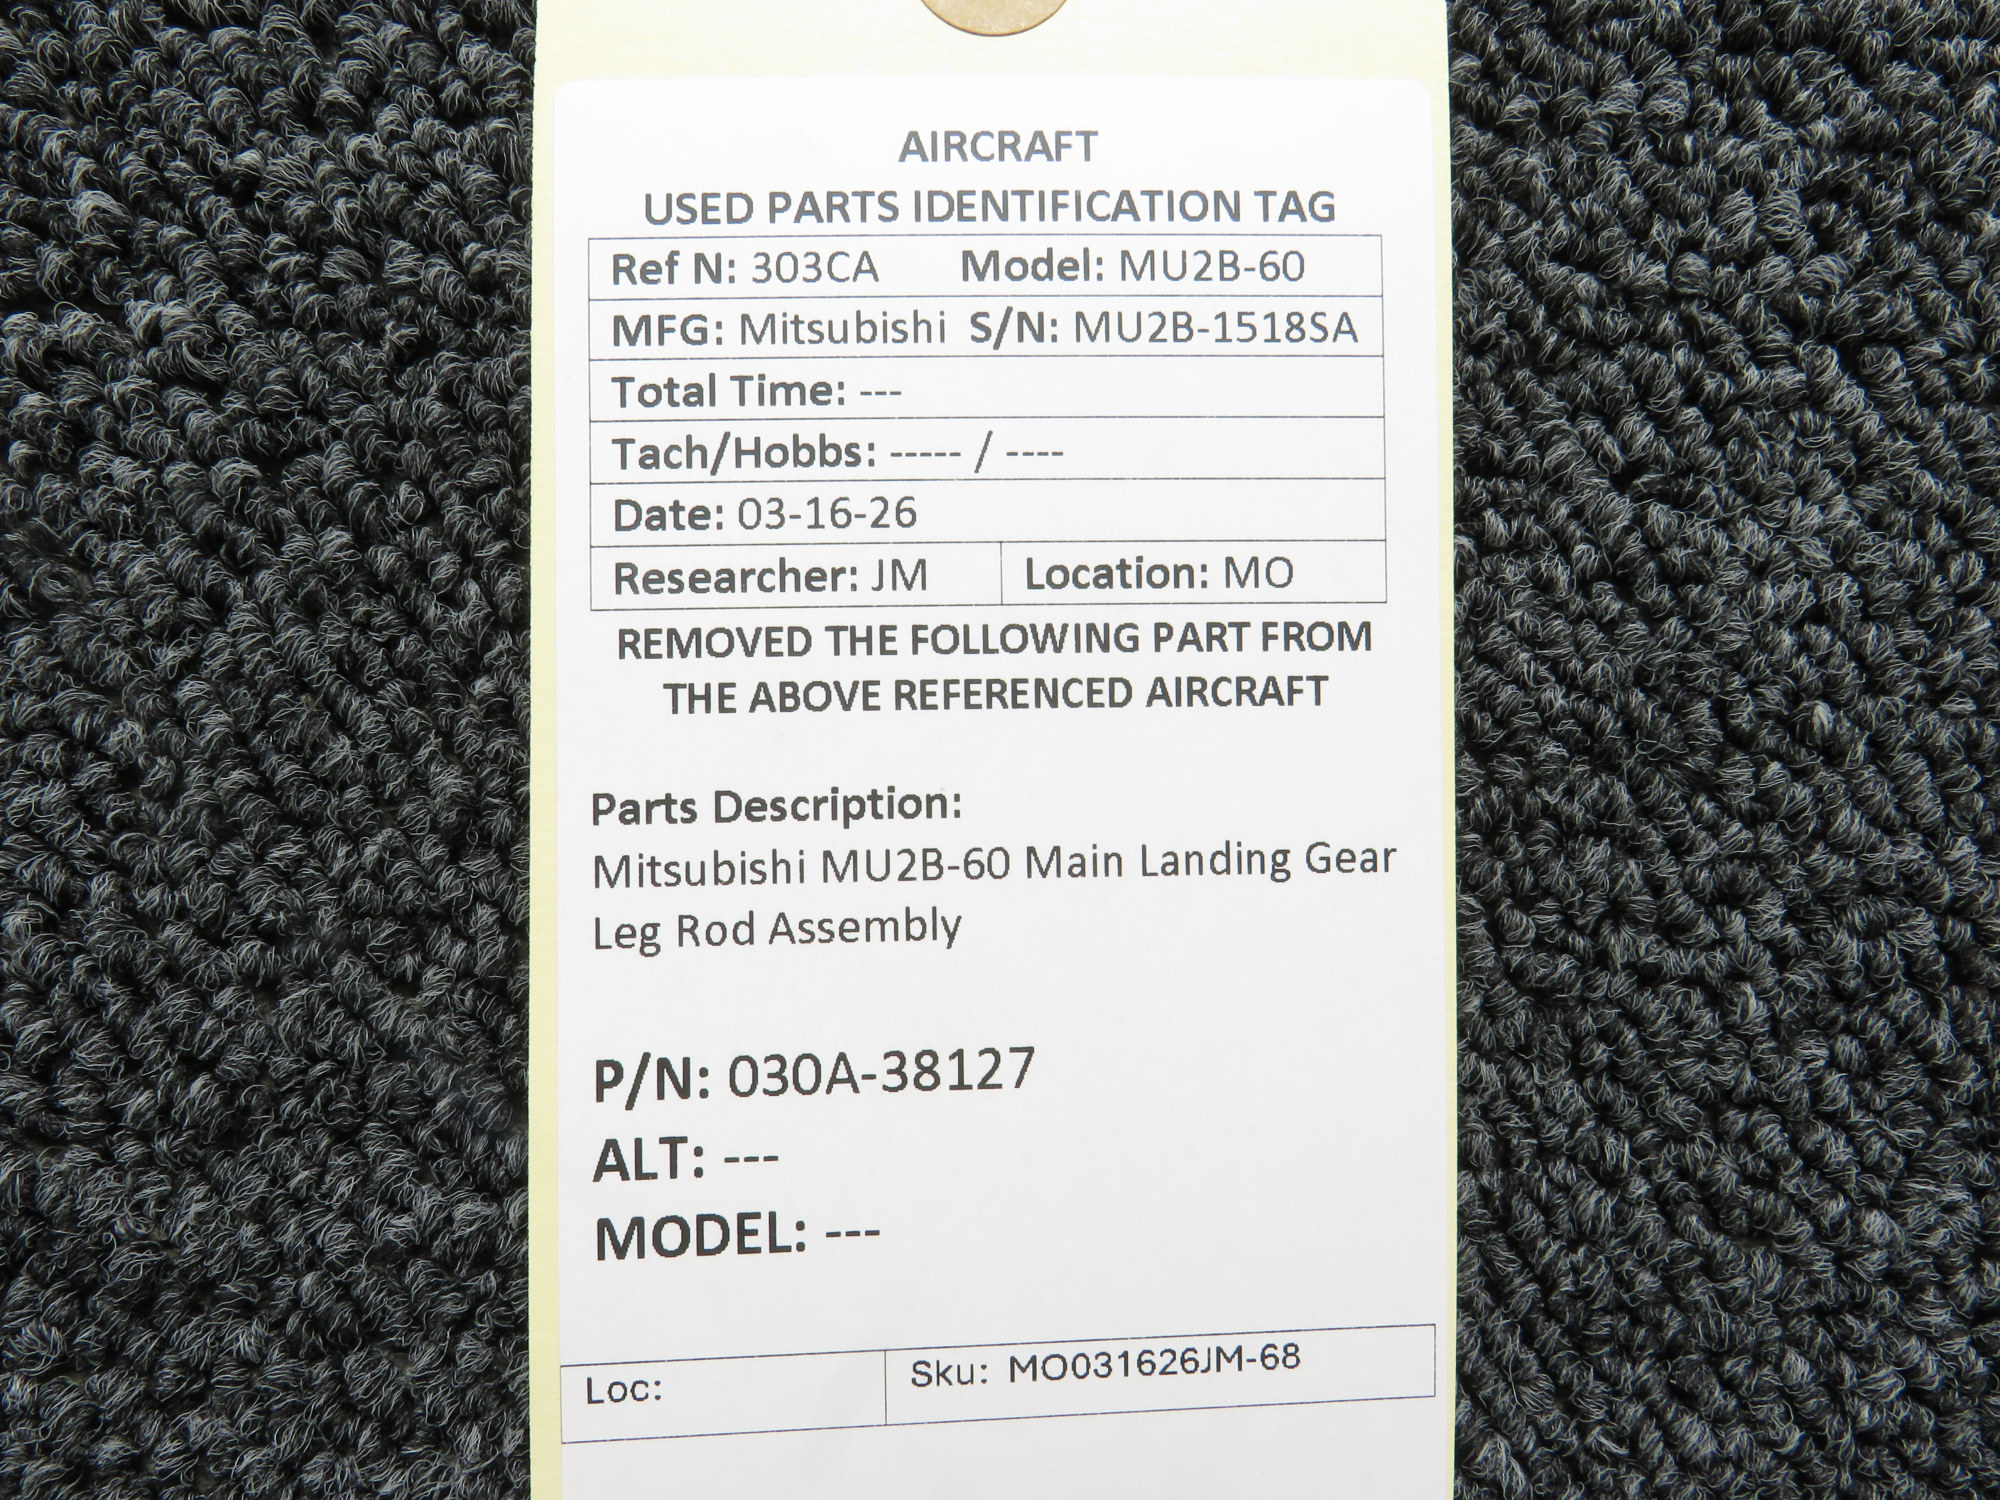 AIRCRAFT
USED PARTS IDENTIFICATION TAG
Ref N: 303CA Model: MU2B-60
MFG: Mitsubishi S/N: MU2B-1518SA
Total Time: ---
Tach/Hobbs: ----- / ----
Date: 03-16-26
Researcher: JM Location: MO
REMOVED THE FOLLOWING PART FROM
THE ABOVE REFERENCED AIRCRAFT
Parts Description:
Mitsubishi MU2B-60 Main Landing Gear
Leg Rod Assembly
P/N: 030A-38127
ALT: ---
MODEL: ---
Loc: Sku: MO031626JM-68